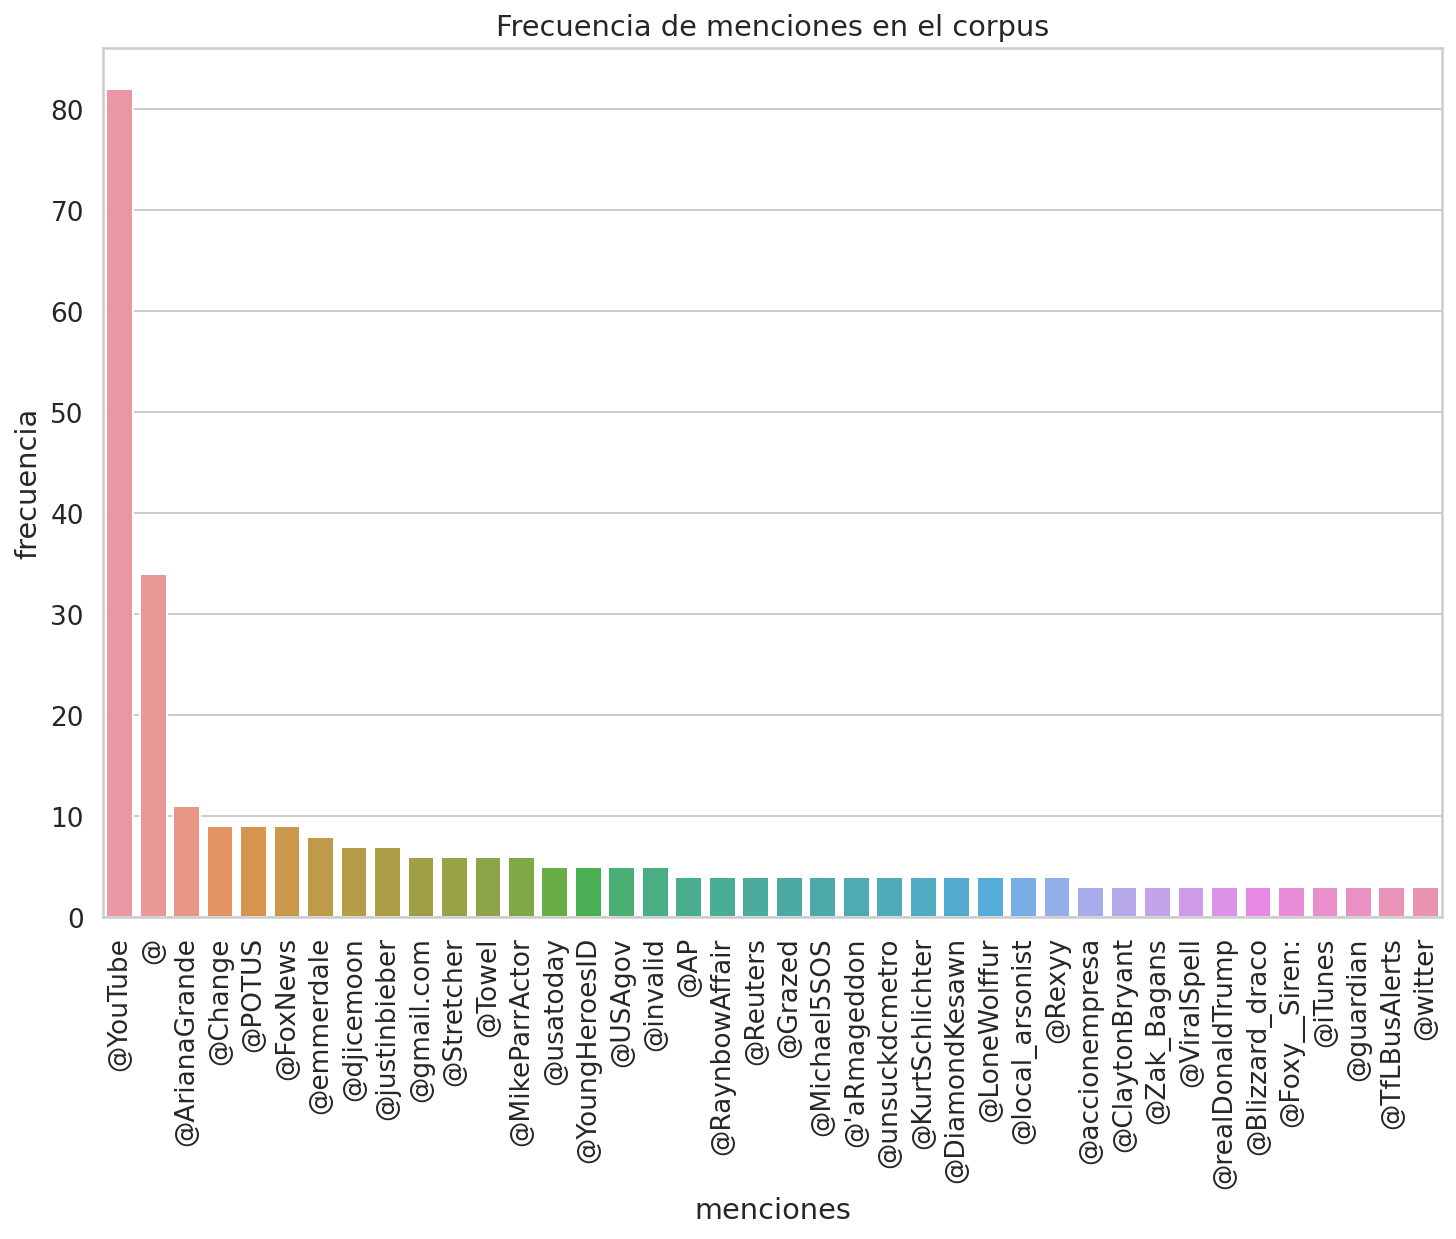 Frecuencia de menciones en el corpus
frecuencia
80
70
60
50
40
30
20
10
0
@YouTube
@
@ArianaGrande
@Change
@POTUS
@FoxNews
@emmerdale
@djicemoon
@justinbieber
@gmail.com
@Stretcher
@Towel
@MikeParrActor
@usatoday
@YoungHeroesID
@USAgov
@invalid
@AP
@RaynbowAffair
@Reuters
@Grazed
@Michael5SOS
@'aRmageddon
@unsuckdcmetro
@KurtSchlichter
@DiamondKesawn
@LoneWolffur
@local_arsonist
@Rexyy
@accionempresa
@ClaytonBryant
@Zak_Bagans
@ViralSpell
@realDonaldTrump
@Blizzard_draco
@Foxy__Siren:
@iTunes
@guardian
@TfLBusAlerts
@witter
menciones